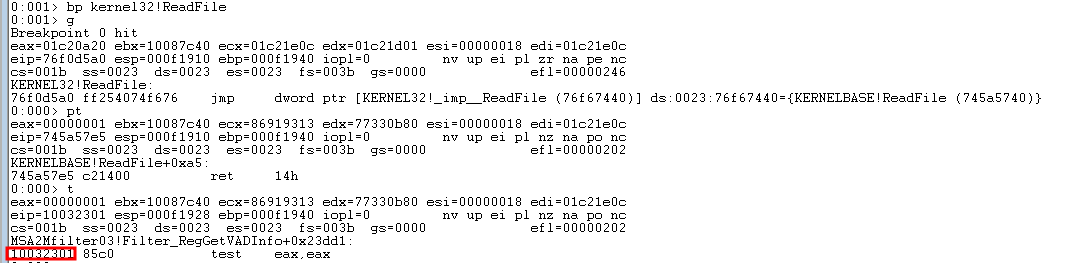 0:001> bp kernel32!ReadFile
0:001> g
Breakpoint 0 hit
eax=01c20a20 ebx=10087c40 ecx=01c21e0c edx=01c21d01 esi=00000018 edi=01c21e0c
eip=76f0d5a0 esp=000f1910 ebp=000f1940 iopl=0 nv up ei pl zr na pe nc
cs=001b ss=0023 ds=0023 es=0023 fs=003b gs=0000 efl=00000246
KERNEL32!ReadFile:
76f0d5a0 ff254074f676 jmp dword ptr [KERNEL32!_imp__ReadFile (76f67440)] ds:0023:76f67440={KERNELBASE!ReadFile (745a5740)}
0:000> pt
eax=00000001 ebx=10087c40 ecx=86919313 edx=77330b80 esi=00000018 edi=01c21e0c
eip=745a57e5 esp=000f1910 ebp=000f1940 iopl=0 nv up ei pl nz na po nc
cs=001b ss=0023 ds=0023 es=0023 fs=003b gs=0000 efl=00000202
KERNELBASE!ReadFile+0xa5:
745a57e5 c21400 ret 14h
0:000> t
eax=00000001 ebx=10087c40 ecx=86919313 edx=77330b80 esi=00000018 edi=01c21e0c
eip=10032301 esp=000f1928 ebp=000f1940 iopl=0 nv up ei pl nz na po nc
cs=001b ss=0023 ds=0023 es=0023 fs=003b gs=0000 efl=00000202
MSA2Mfilter03!Filter_RegGetVADInfo+0x23dd1:
10032301 85c0 test eax,eax